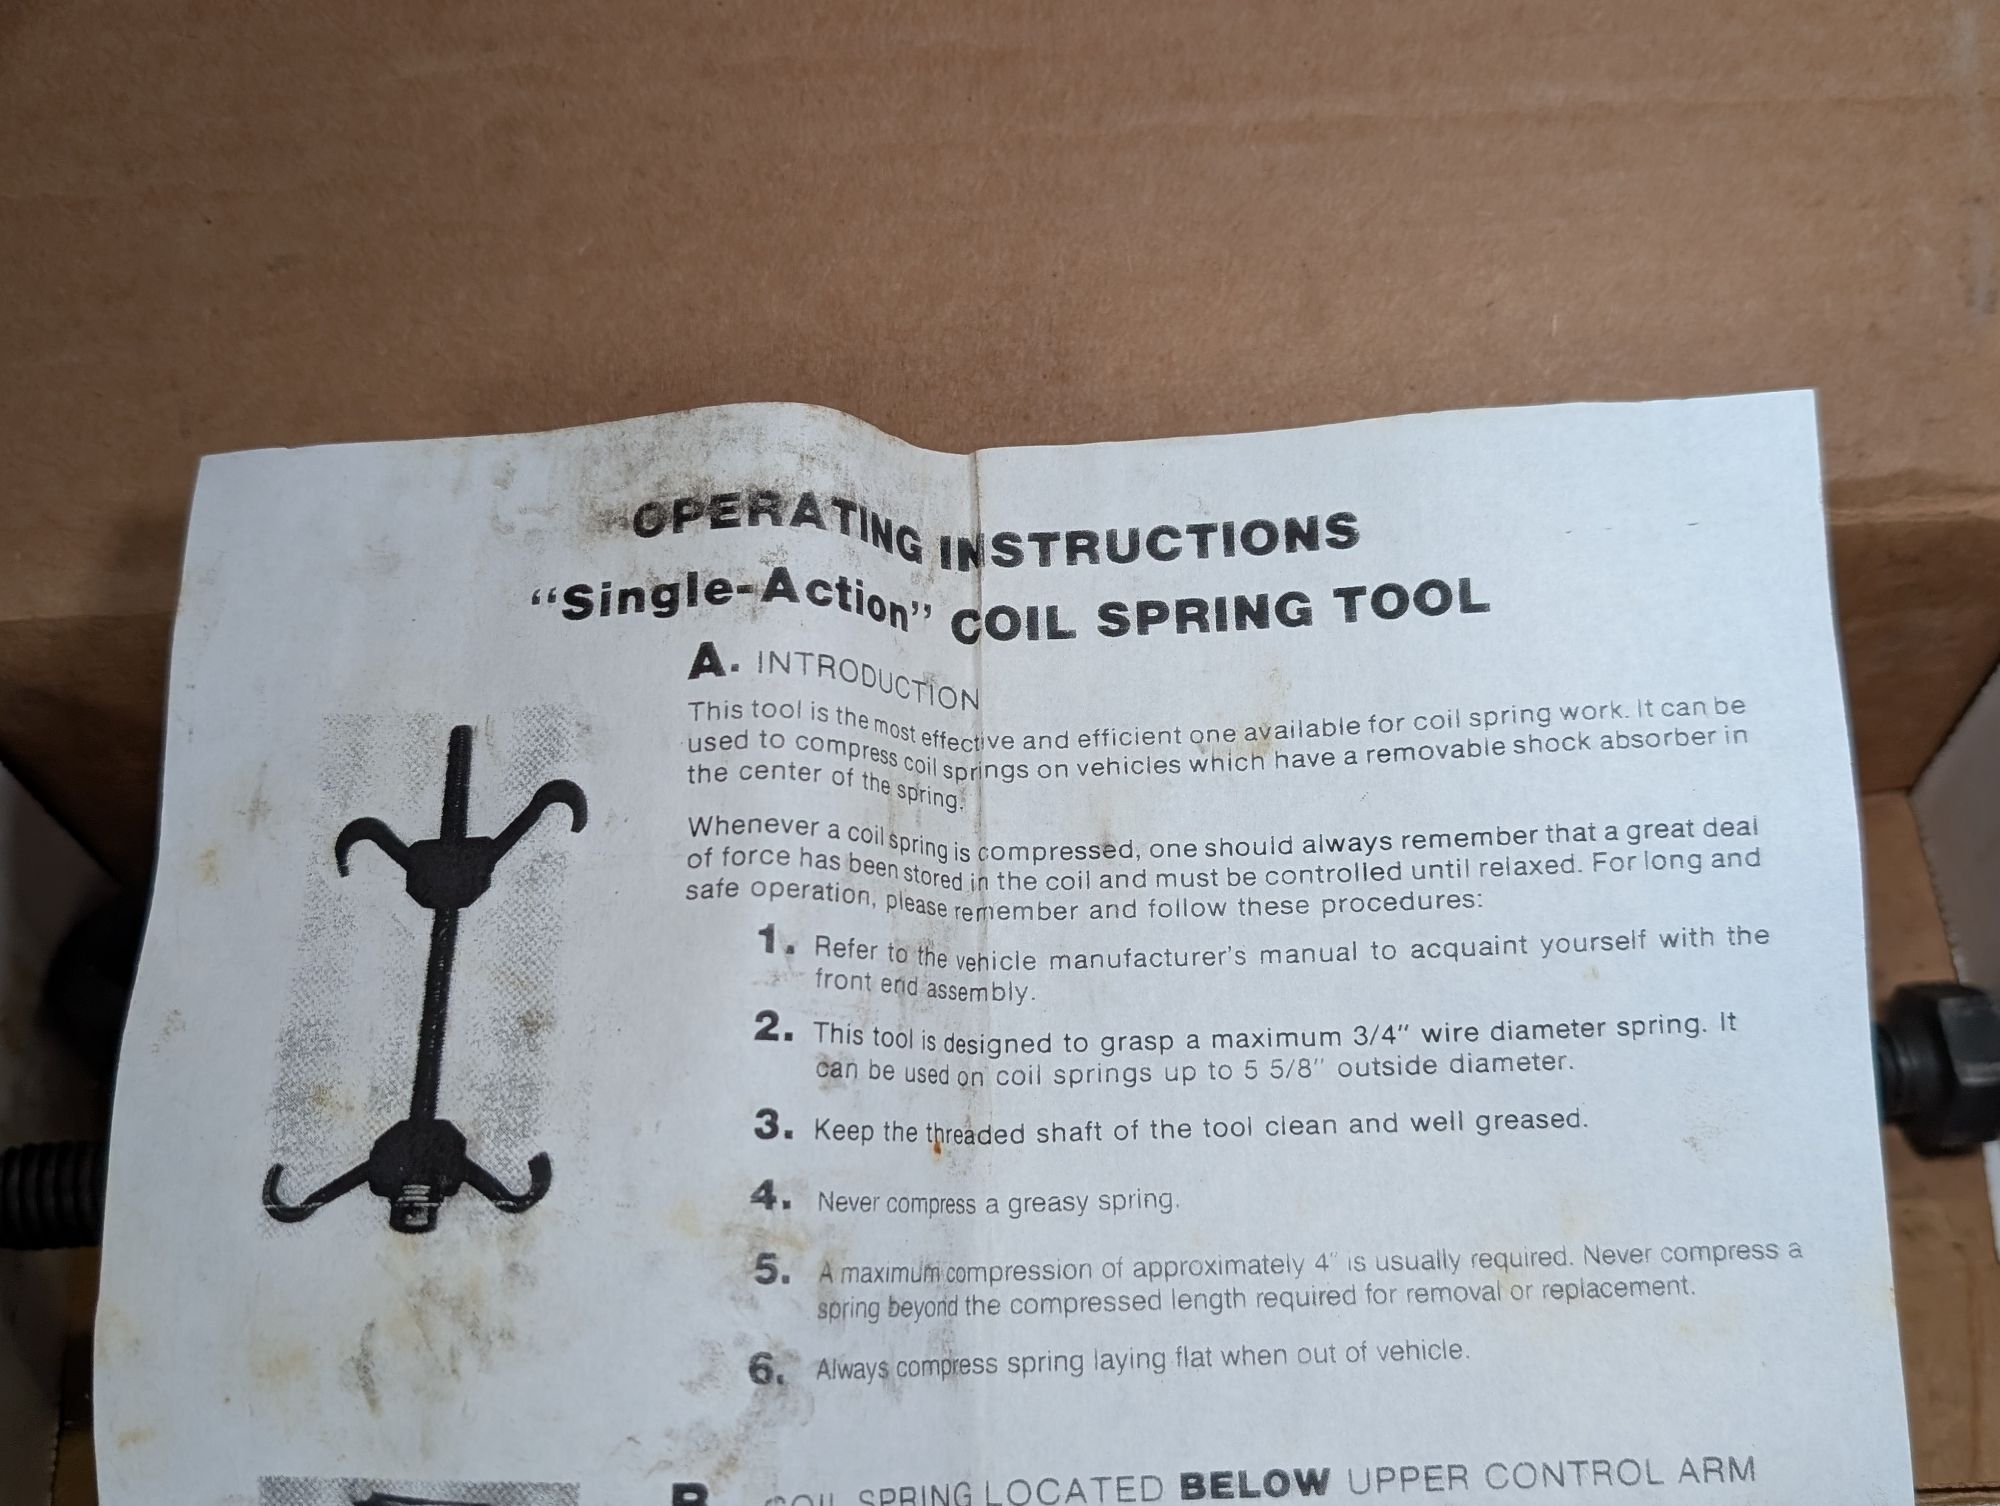 OPERATING INSTRUCTIONS
“Single-Action” COIL SPRING TOOL
A. INTRODUCTION
This tool is the most effective and efficient one available for coil spring work. It can be
used to compress coil springs on vehicles which have a removable shock absorber in
the center of the spring.
Whenever a coil spring is compressed, one should always remember that a great deal
of force has been stored in the coil and must be controlled until relaxed. For long and
safe operation, please remember and follow these procedures:
1. Refer to the vehicle manufacturer's manual to acquaint yourself with the
front end assembly.
2. This tool is designed to grasp a maximum 3/4" wire diameter spring. It
can be used on coil springs up to 5 5/8" outside diameter.
3. Keep the threaded shaft of the tool clean and well greased.
4. Never compress a greasy spring.
5. A maximum compression of approximately 4" is usually required. Never compress a
spring beyond the compressed length required for removal or replacement.
6. Always compress spring laying flat when out of vehicle.
B. COIL SPRING LOCATED BELOW UPPER CONTROL ARM